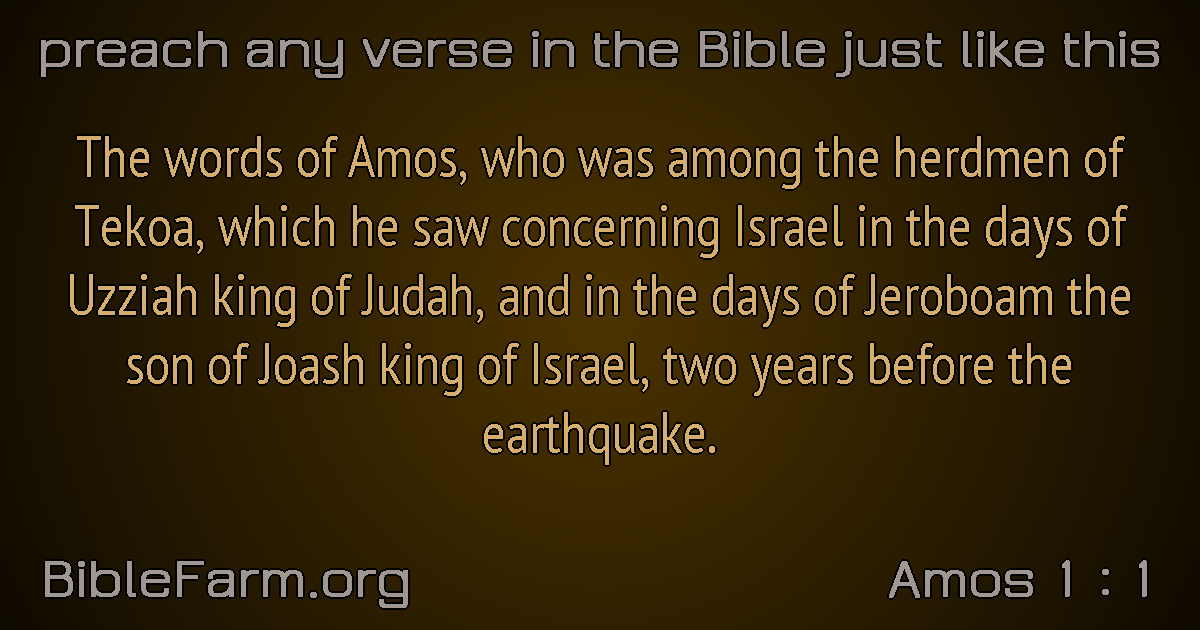 preach any verse in the Bible just like this
The words of Amos, who was among the herdmen of
Tekoa, which he saw concerning Israel in the days of
Uzziah king of Judah, and in the days of Jeroboam the
son of Joash king of Israel, two years before the
earthquake.
BibleFarm.org
Amos 1 : 1